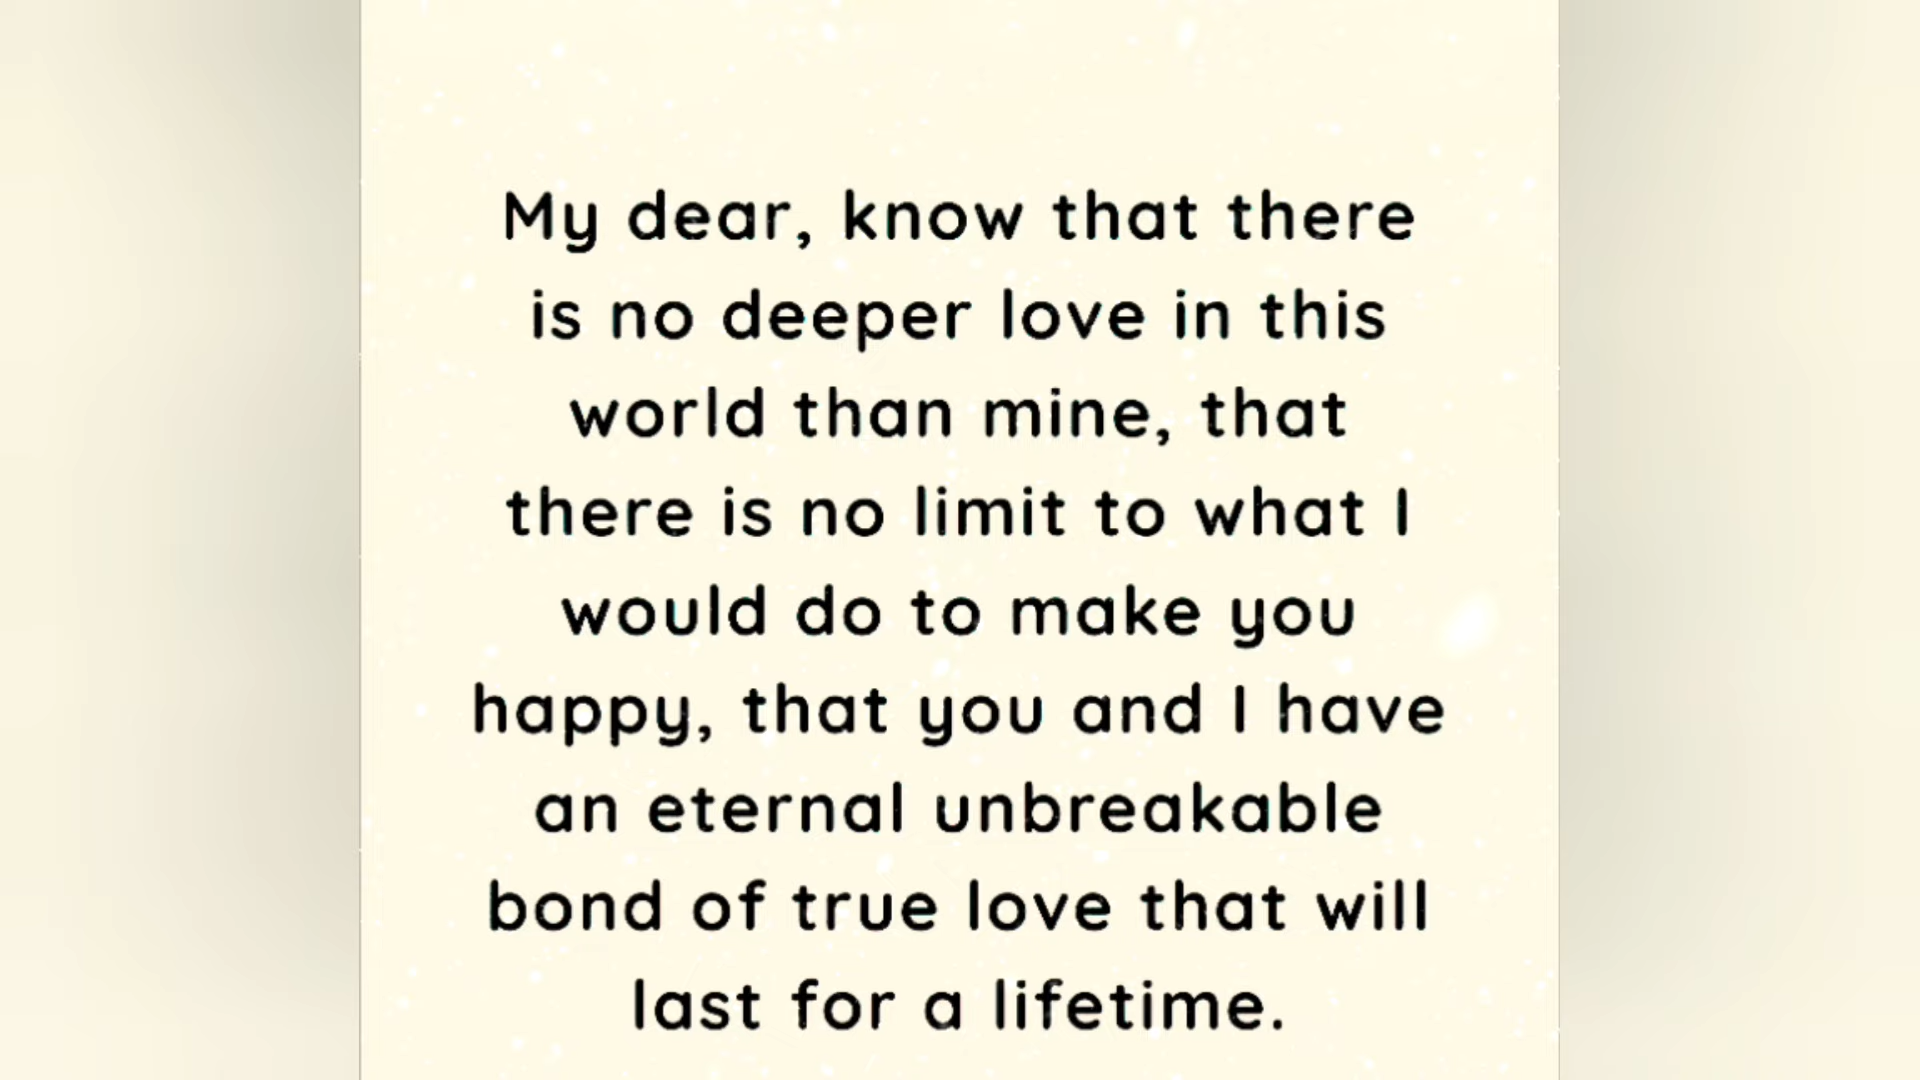 My dear, know that there
is no deeper love in this
world than mine, that
there is no limit to what I
would do to make you
happy, that you and I have
an eternal unbreakable
bond of true love that will
last for a lifetime.